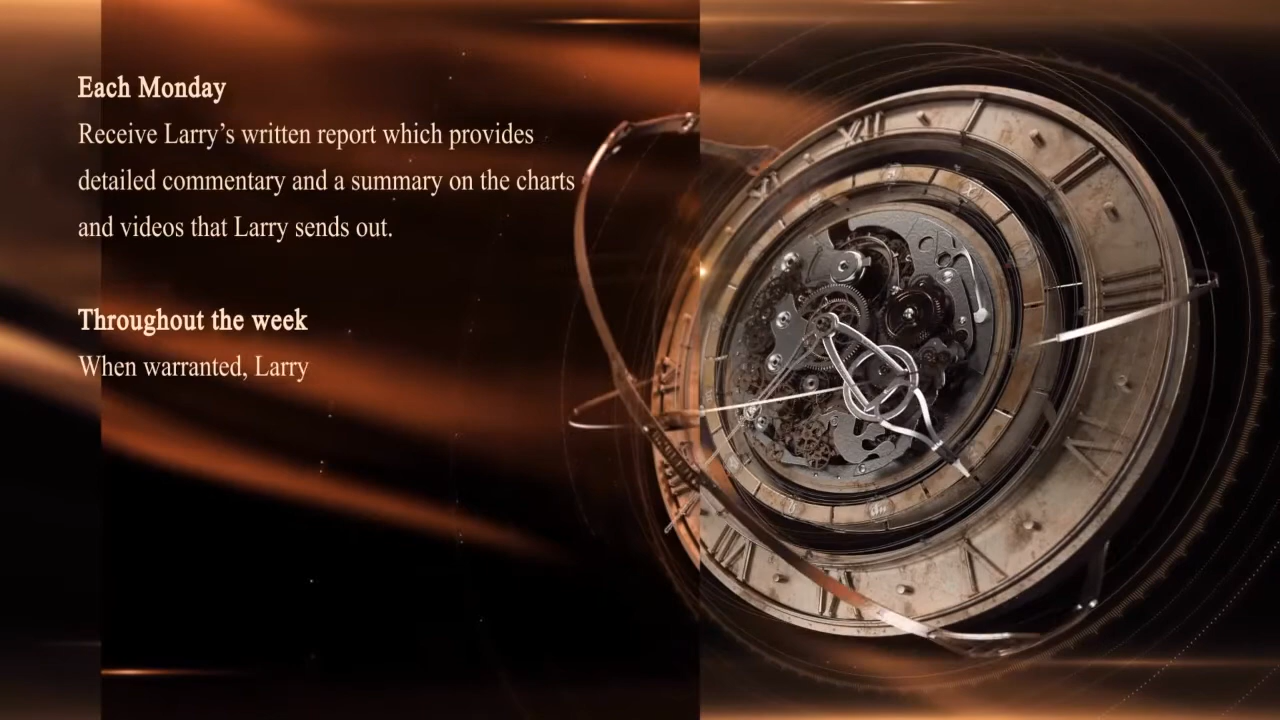 Each Monday
Receive Larry’s written report which provides
detailed commentary and a summary on the charts
and videos that Larry sends out.
Throughout the week
When warranted, Larry